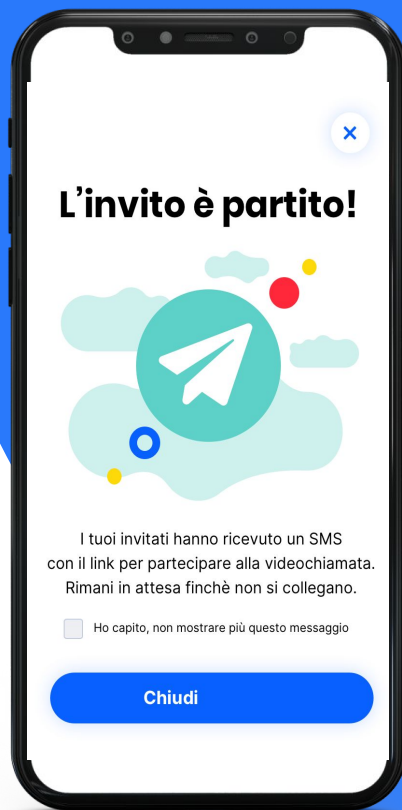 L'invito è partito!
I tuoi invitati hanno ricevuto un SMS
con il link per partecipare alla videochiamata.
Rimani in attesa finchè non si collegano.
Ho capito, non mostrare più questo messaggio
Chiudi